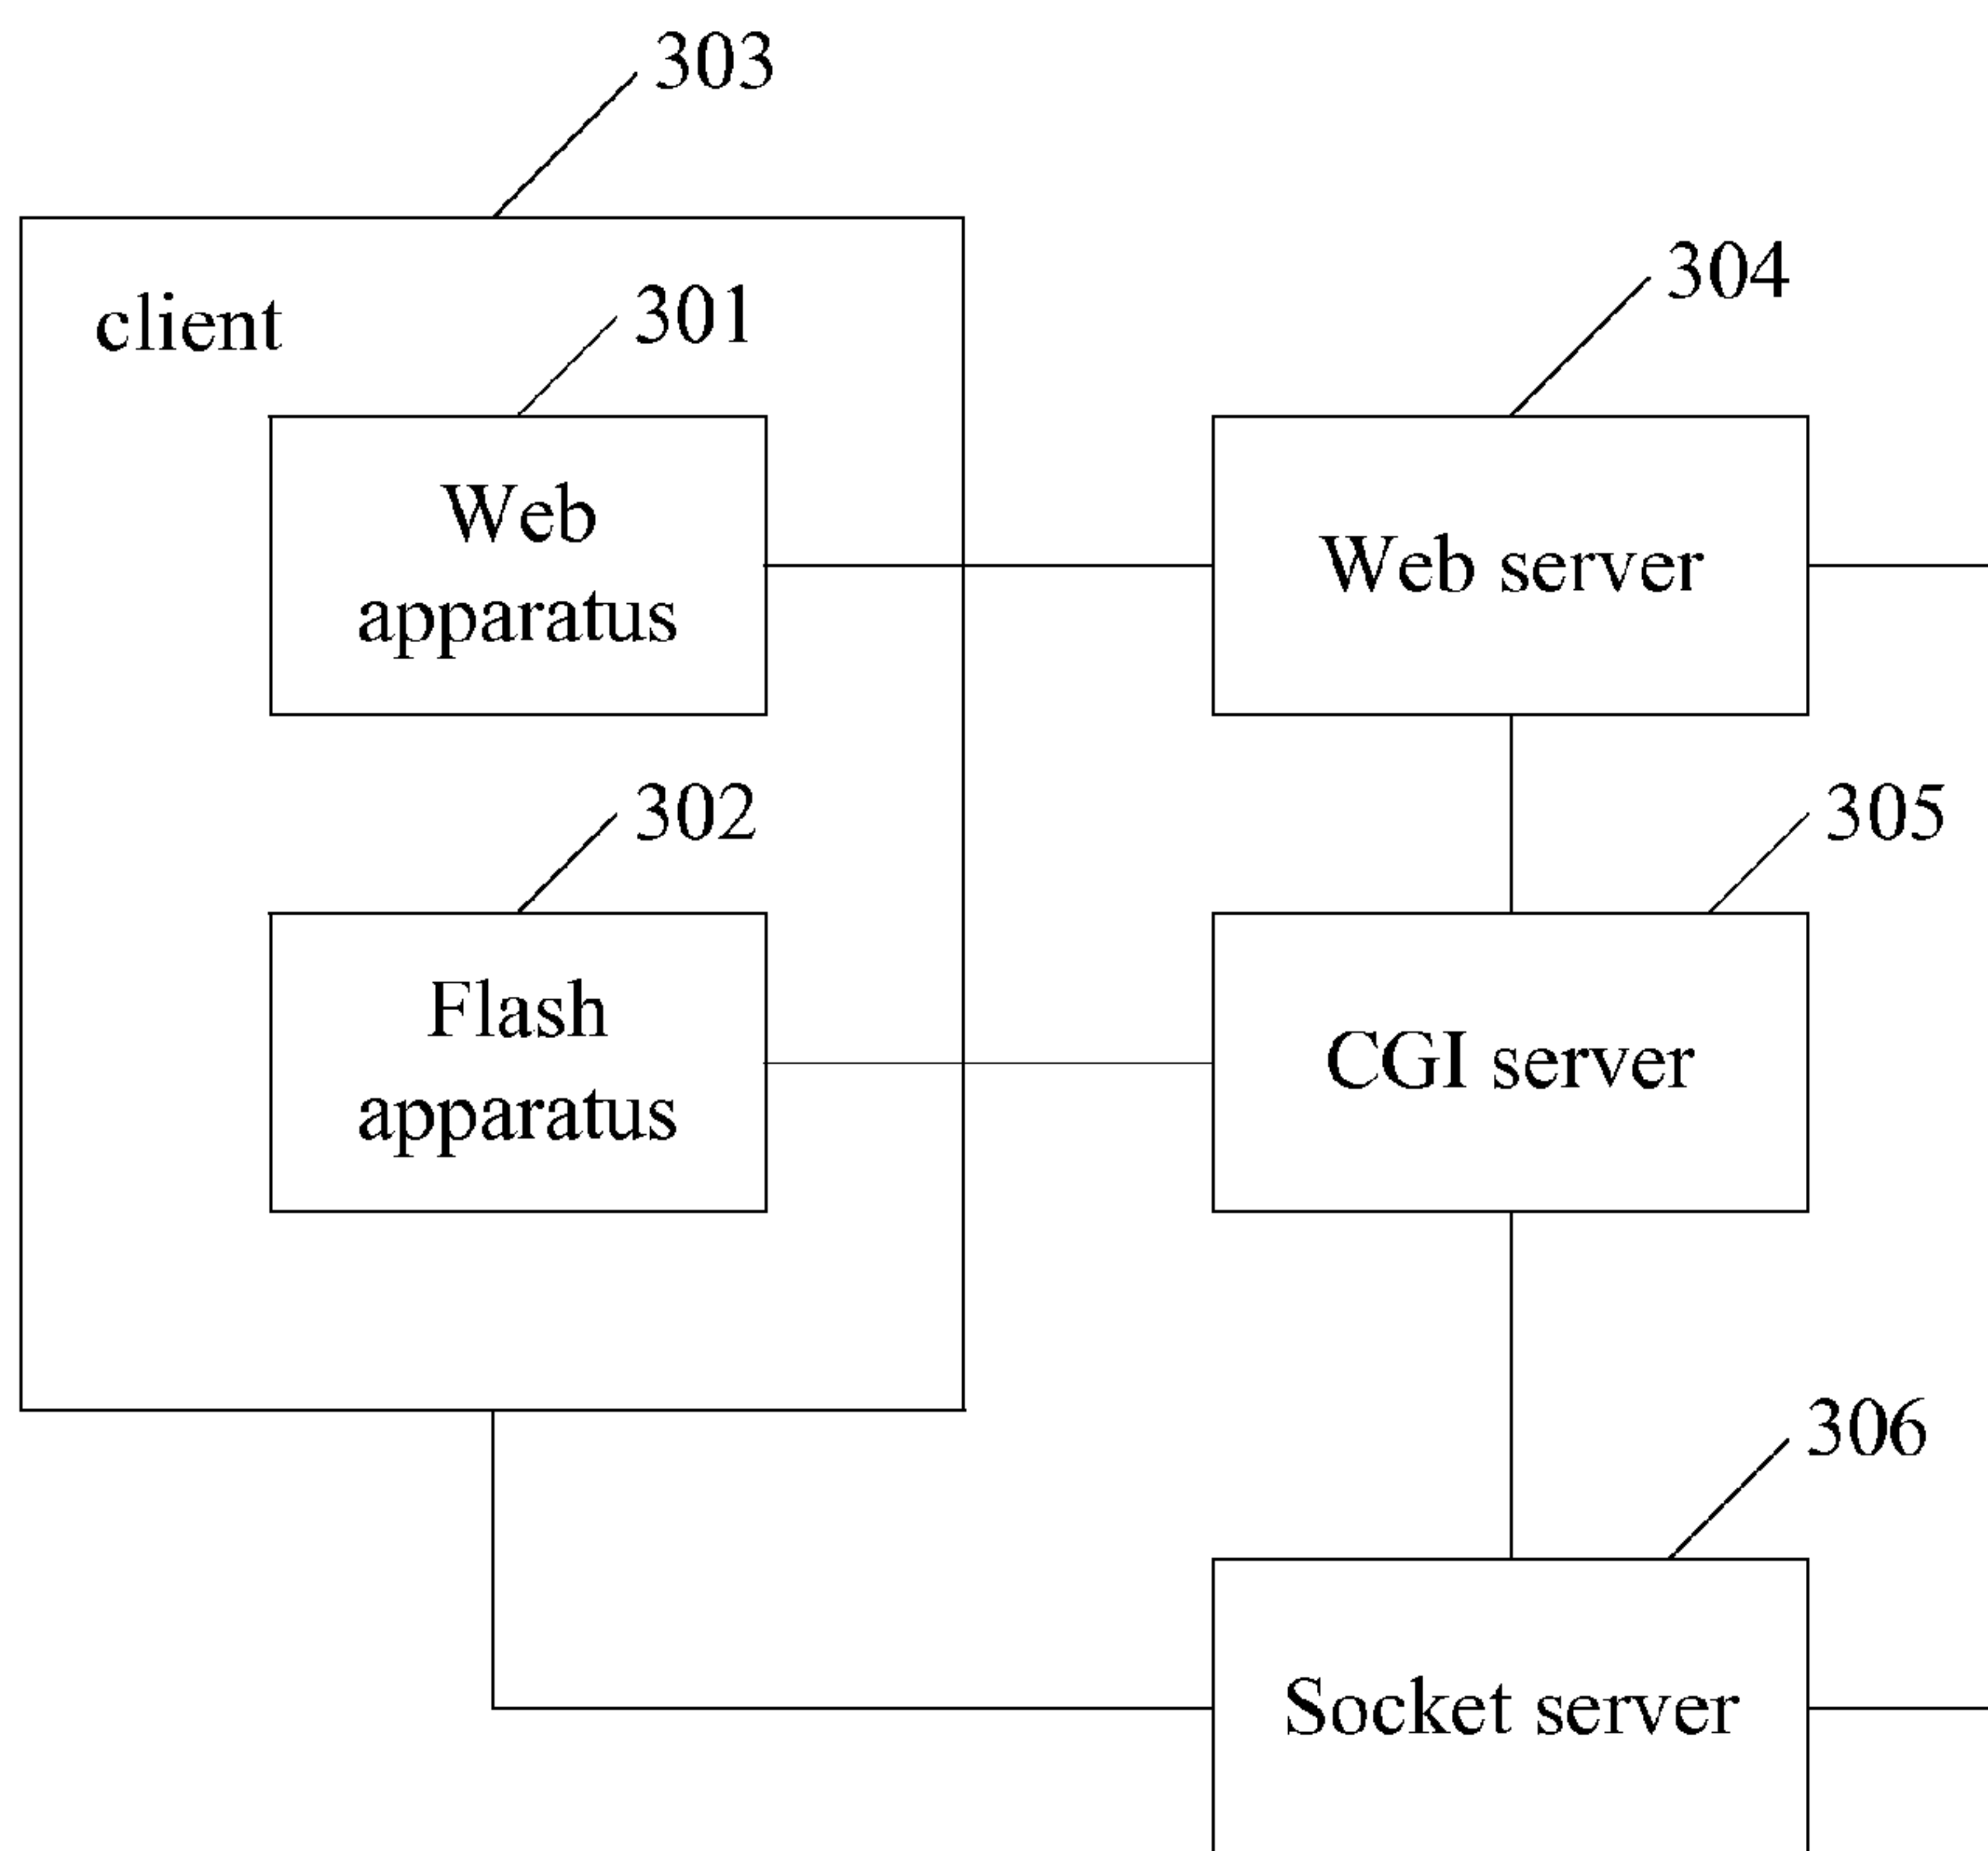 303
304
client
301
Web
apparatus
Web server
302
305
Flash
apparatus
CGI server
306
Socket server